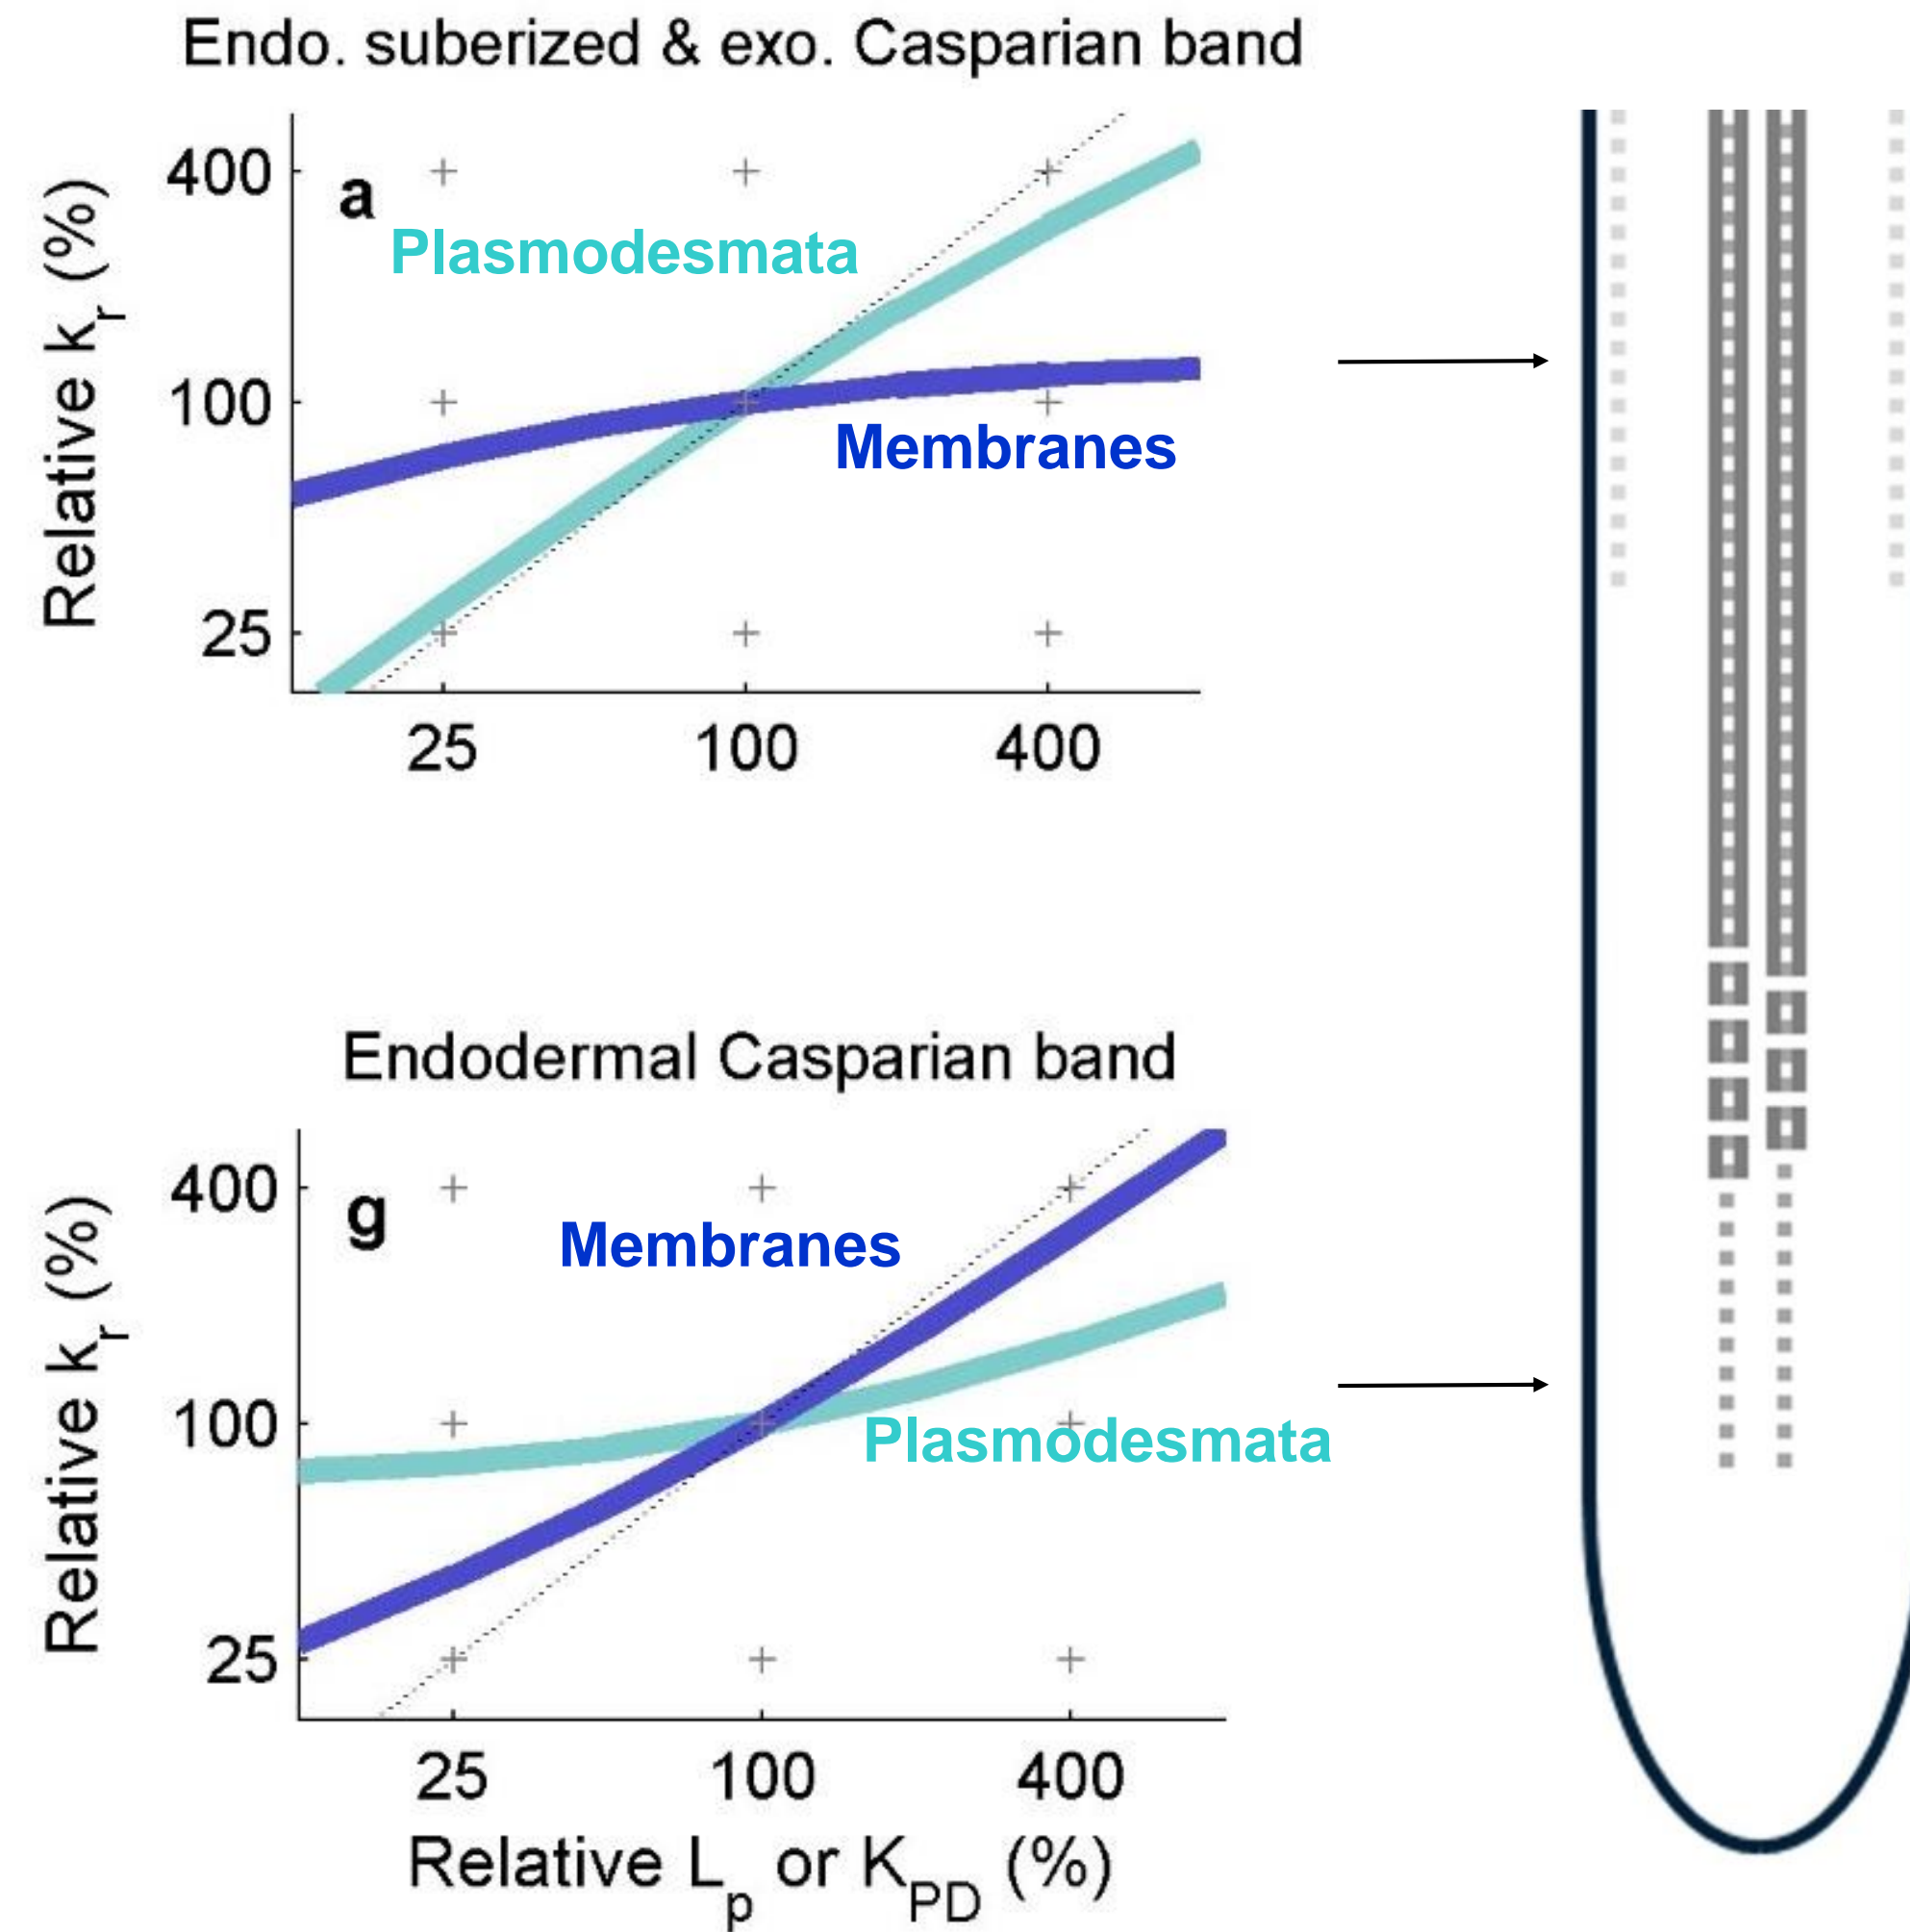 Endo. suberized & exo. Casparian band
Relative kr (%)
400
100
25
a
Plasmodesmata
Membranes
25 100 400
Endodermal Casparian band
Relative kr (%)
400
100
25
g
Membranes
Plasmodesmata
25 100 400
Relative Lp or KPD (%)